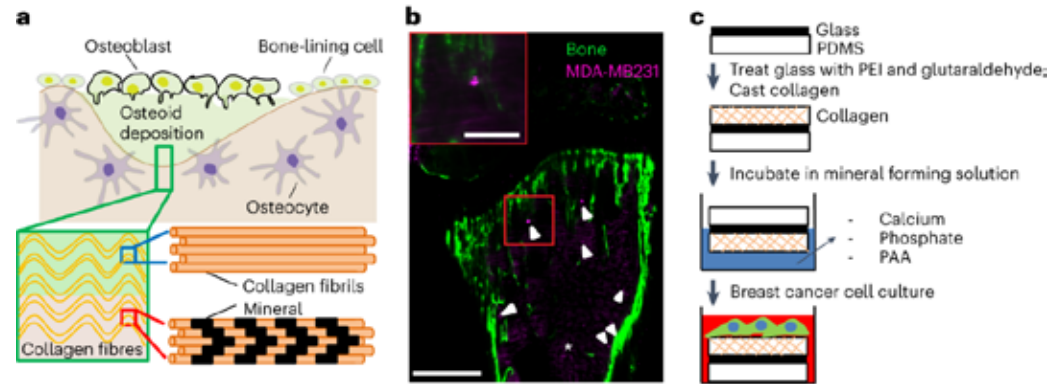 a
Osteoblast
Bone-lining cell
Osteoid
deposition
Osteocyte
Collagen fibrils
Mineral
Collagen fibres
b
Bone
MDA-MB231
*
c
Glass
PDMS
Treat glass with PEI and glutaraldehyde;
Cast collagen
Collagen
Incubate in mineral forming solution
- Calcium
- Phosphate
- PAA
Breast cancer cell culture